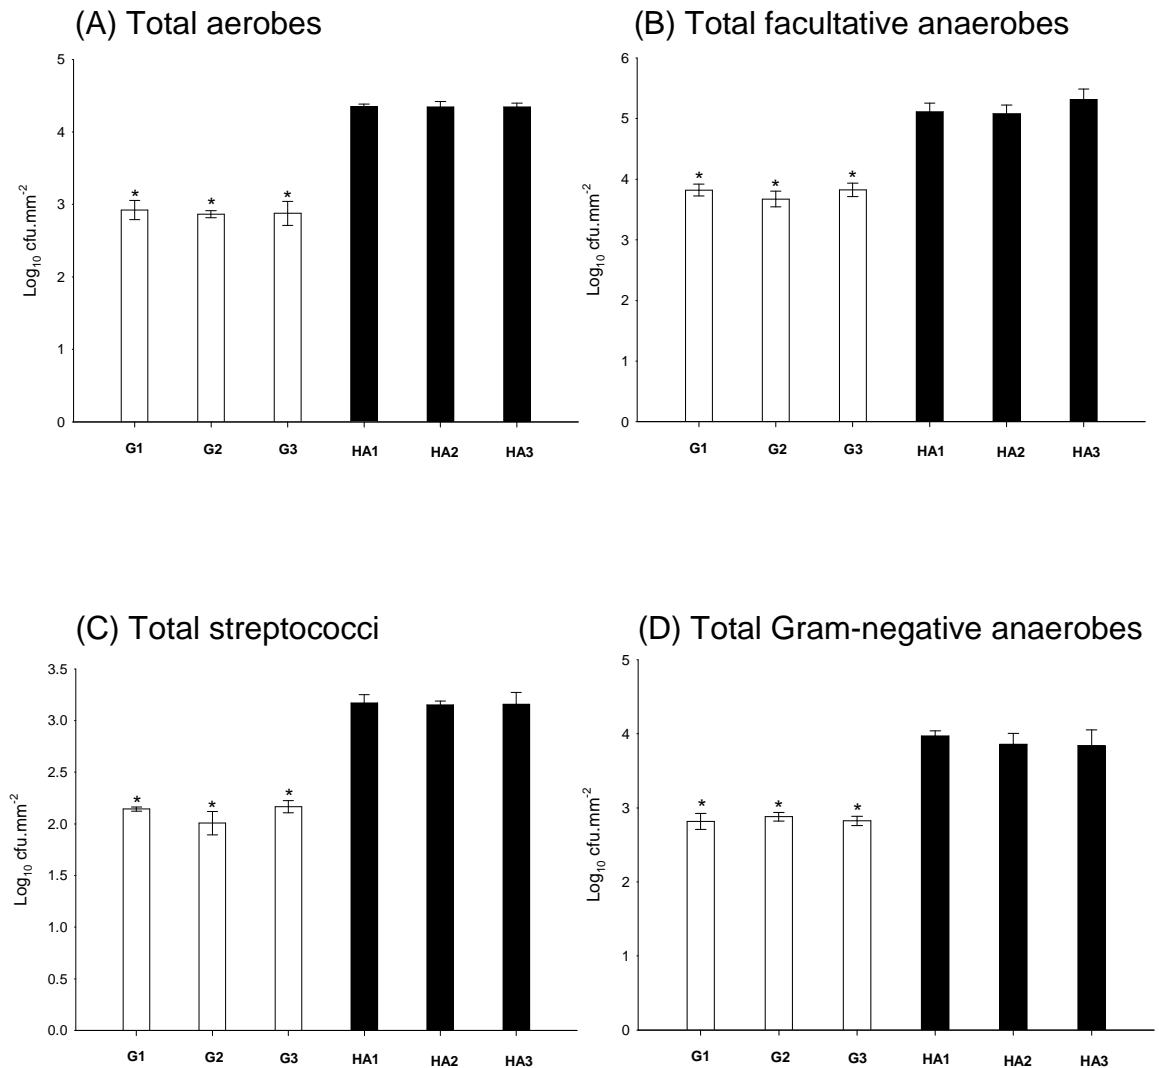 (A) Total aerobes
5
4
3
2
1
0
Log10 cfu.mm-2
* * *
G1 G2 G3 HA1 HA2 HA3
(B) Total facultative anaerobes
6
5
4
3
2
1
0
Log10 cfu.mm-2
* * *
G1 G2 G3 HA1 HA2 HA3
(C) Total streptococci
3.5
3.0
2.5
2.0
1.5
1.0
0.5
0.0
Log10 cfu.mm-2
* * *
G1 G2 G3 HA1 HA2 HA3
(D) Total Gram-negative anaerobes
5
4
3
2
1
0
Log10 cfu.mm-2
* * *
G1 G2 G3 HA1 HA2 HA3